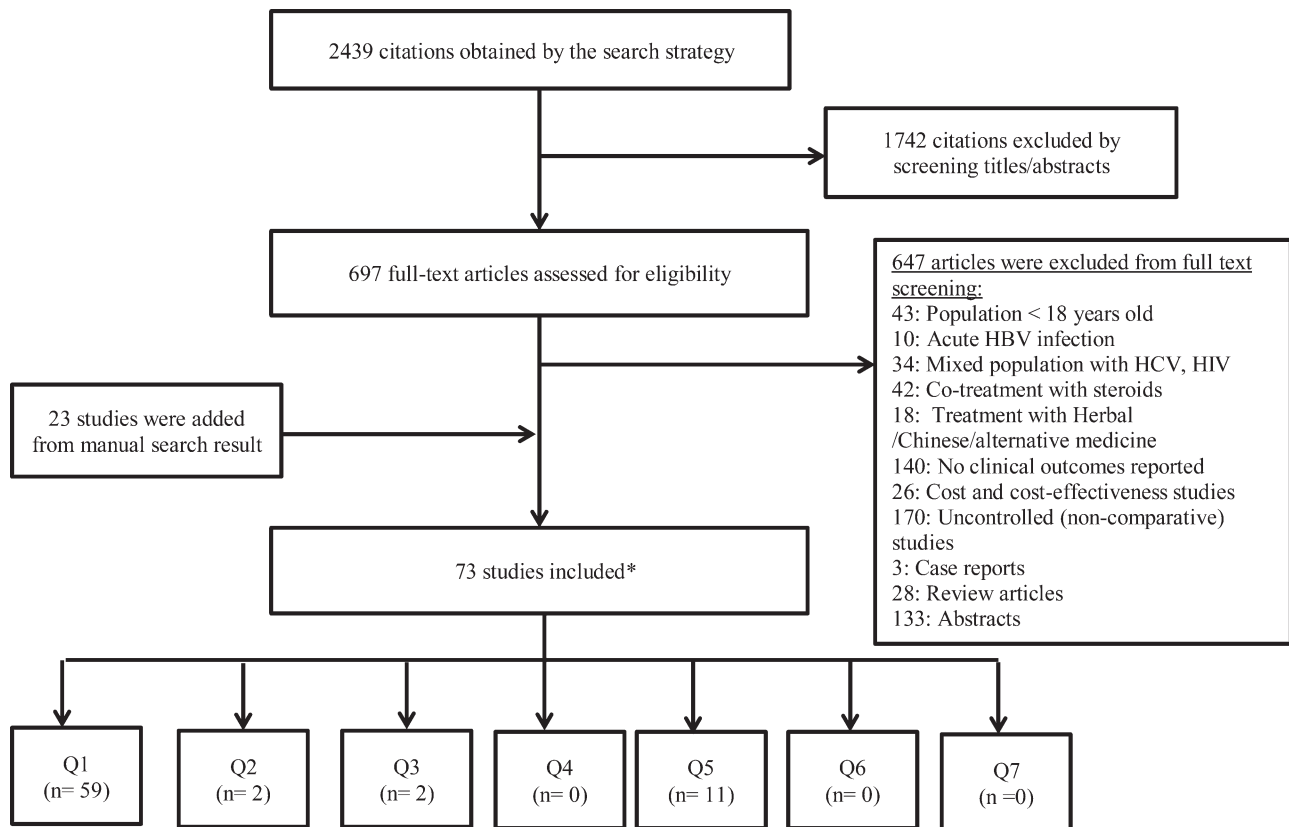 2439 citations obtained by the search strategy
1742 citations excluded by
screening titles/abstracts
697 full-text articles assessed for eligibility
647 articles were excluded from full text
screening:
43: Population < 18 years old
10: Acute HBV infection
34: Mixed population with HCV, HIV
42: Co-treatment with steroids
18:  Treatment with Herbal
/Chinese/alternative medicine
140: No clinical outcomes reported
26: Cost and cost-effectiveness studies
170: Uncontrolled (non-comparative)
studies
3: Case reports
28: Review articles
133: Abstracts
23 studies were added
from manual search result
73 studies included*
Q1
(n= 59)
Q2
(n= 2)
Q3
(n= 2)
Q4
(n= 0)
Q5
(n= 11)
Q6
(n= 0)
Q7
(n =0)